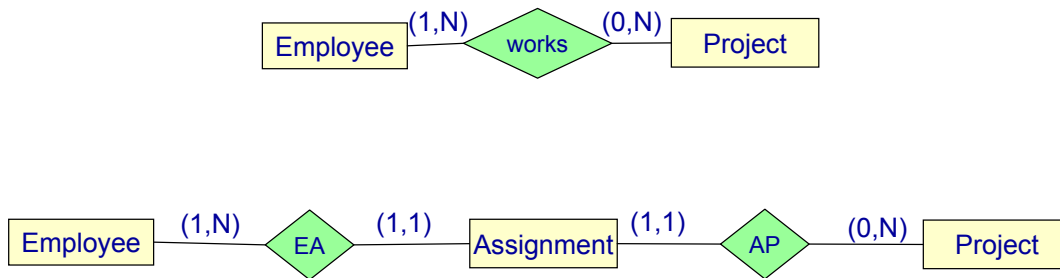 (1,N) (0,N)
Employee works Project
(1,N) (1,1) (1,1) (0,N)
Employee EA Assignment AP Project